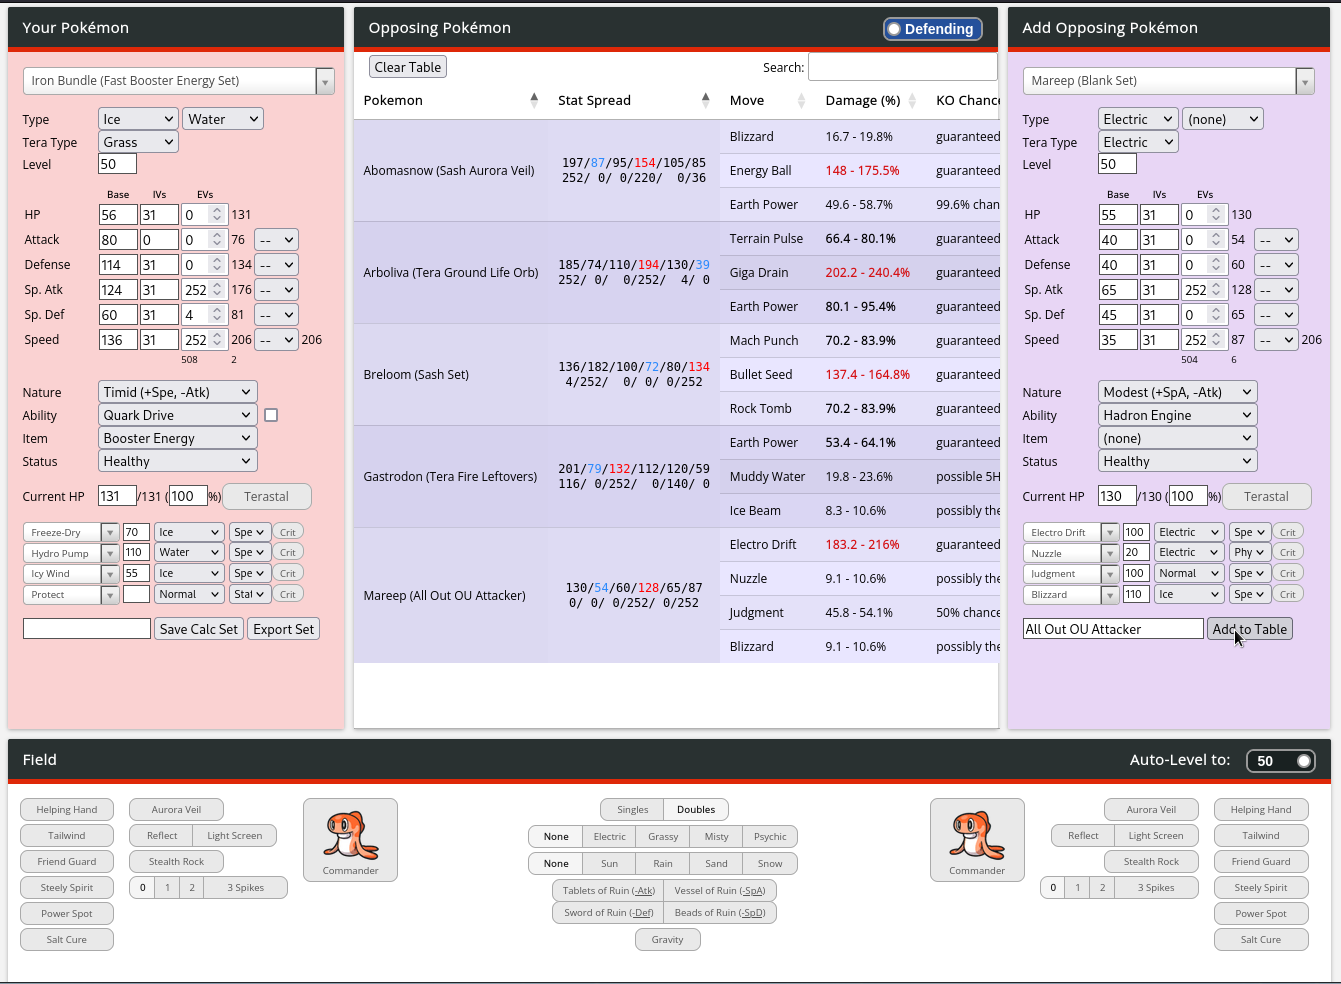 Your Pokémon
Iron Bundle (Fast Booster Energy Set)
Type Ice Water
Tera Type Grass
Level 50
Base IVs EVs
HP 56 31 0 131
Attack 80 0 0 76 --
Defense 114 31 0 134 --
Sp. Atk 124 31 252 176 --
Sp. Def 60 31 4 81 --
Speed 136 31 252 206 -- 206
508 2
Nature Timid (+Spe, -Atk)
Ability Quark Drive
Item Booster Energy
Status Healthy
Current HP 131 /131 ( 100 %) Terastal
Freeze-Dry 70 Ice Spe Crit
Hydro Pump 110 Water Spe Crit
Icy Wind 55 Ice Spe Crit
Protect Normal Stat Crit
Save Calc Set Export Set
Opposing Pokémon Defending
Clear Table Search:
Pokemon Stat Spread Move Damage (%) KO Chance
Abomasnow (Sash Aurora Veil) 197/87/95/154/105/85
252/ 0/ 0/220/ 0/36
Blizzard 16.7 - 19.8% guaranteed
Energy Ball 148 - 175.5% guaranteed
Earth Power 49.6 - 58.7% 99.6% chan
Arboliva (Tera Ground Life Orb) 185/74/110/194/130/39
252/ 0/ 0/252/ 4/ 0
Terrain Pulse 66.4 - 80.1% guaranteed
Giga Drain 202.2 - 240.4% guaranteed
Earth Power 80.1 - 95.4% guaranteed
Breloom (Sash Set) 136/182/100/72/80/134
4/252/ 0/ 0/ 0/252
Mach Punch 70.2 - 83.9% guaranteed
Bullet Seed 137.4 - 164.8% guaranteed
Rock Tomb 70.2 - 83.9% guaranteed
Gastrodon (Tera Fire Leftovers) 201/79/132/112/120/59
116/ 0/252/ 0/140/ 0
Earth Power 53.4 - 64.1% guaranteed
Muddy Water 19.8 - 23.6% possible 5H
Ice Beam 8.3 - 10.6% possibly the
Mareep (All Out OU Attacker) 130/54/60/128/65/87
0/ 0/ 0/252/ 0/252
Electro Drift 183.2 - 216% guaranteed
Nuzzle 9.1 - 10.6% possibly the
Judgment 45.8 - 54.1% 50% chance
Blizzard 9.1 - 10.6% possibly the
Add Opposing Pokémon
Mareep (Blank Set)
Type Electric (none)
Tera Type Electric
Level 50
Base IVs EVs
HP 55 31 0 130
Attack 40 31 0 54 --
Defense 40 31 0 60 --
Sp. Atk 65 31 252 128 --
Sp. Def 45 31 0 65 --
Speed 35 31 252 87 -- 206
504 6
Nature Modest (+SpA, -Atk)
Ability Hadron Engine
Item (none)
Status Healthy
Current HP 130 /130 ( 100 %) Terastal
Electro Drift 100 Electric Spe Crit
Nuzzle 20 Electric Phy Crit
Judgment 100 Normal Spe Crit
Blizzard 110 Ice Spe Crit
All Out OU Attacker Add to Table
Field Auto-Level to: 50
Helping Hand
Tailwind
Friend Guard
Steely Spirit
Power Spot
Salt Cure
Aurora Veil
Reflect Light Screen
Stealth Rock
0 1 2 3 Spikes
Commander
Singles Doubles
None Electric Grassy Misty Psychic
None Sun Rain Sand Snow
Tablets of Ruin (-Atk) Vessel of Ruin (-SpA)
Sword of Ruin (-Def) Beads of Ruin (-SpD)
Gravity
Commander
Aurora Veil
Reflect Light Screen
Stealth Rock
0 1 2 3 Spikes
Helping Hand
Tailwind
Friend Guard
Steely Spirit
Power Spot
Salt Cure